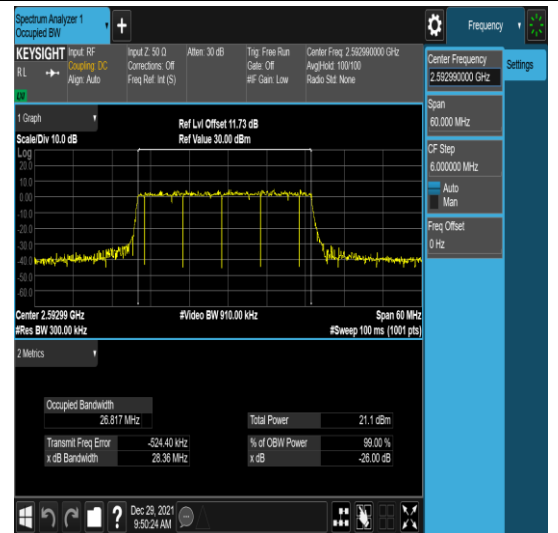 Spectrum Analyzer 1
Occupied BW
+
Frequency
KEYSIGHT
RL
Input: RF
Coupling: DC
Align: Auto
Input Z: 50 Ω
Corrections: Off
Freq Ref: Int (S)
Atten: 30 dB
Trig: Free Run
Gate: Off
#IF Gain: Low
Center Freq: 2.592990000 GHz
Avg|Hold: 100/100
Radio Std: None
Center Frequency
2.592990000 GHz
Settings
Span
60.000 MHz
CF Step
6.000000 MHz
Auto
Man
Freq Offset
0 Hz
1 Graph
Scale/Div 10.0 dB
Ref Lvl Offset 11.73 dB
Ref Value 30.00 dBm
Log
20.0
10.0
0.00
-10.0
-20.0
-30.0
-40.0
-50.0
-60.0
Center 2.59299 GHz
#Video BW 910.00 kHz
Span 60 MHz
#Res BW 300.00 kHz
#Sweep 100 ms (1001 pts)
2 Metrics
Occupied Bandwidth
26.817 MHz
Total Power 21.1 dBm
Transmit Freq Error -524.40 kHz
% of OBW Power 99.00 %
x dB Bandwidth 28.36 MHz
x dB -26.00 dB
?
Dec 29, 2021
9:50:24 AM